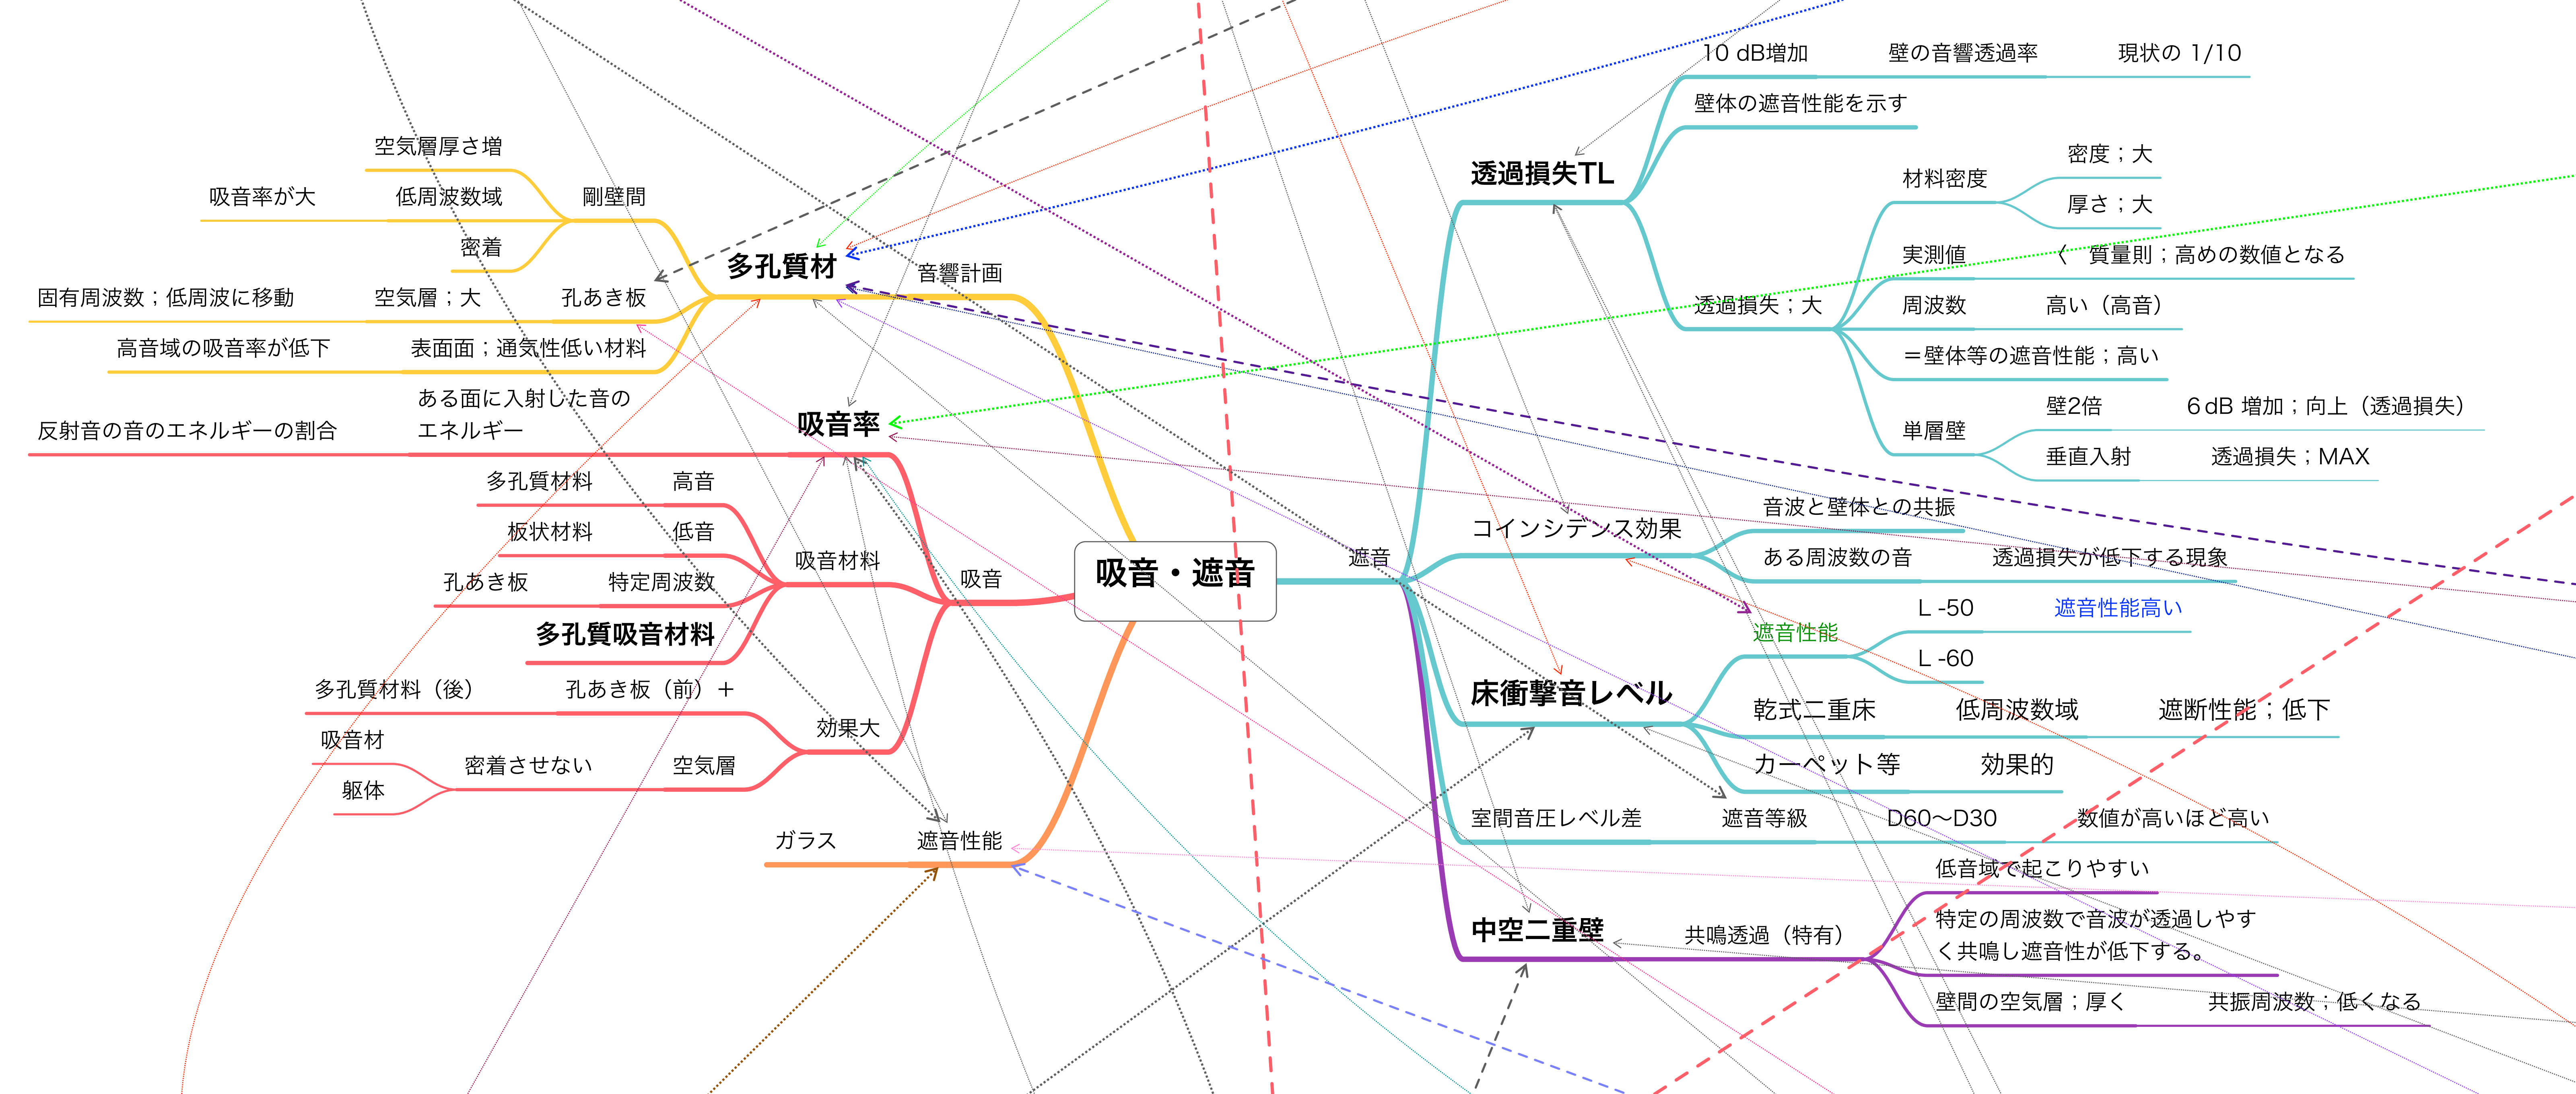 吸音・遮音
音響計画
多孔質材
剛壁間
空気層厚さ増
低周波数域
吸音率が大
密着
孔あき板
空気層；大
固有周波数；低周波に移動
表面面；通気性低い材料
高音域の吸音率が低下
吸音
吸音率
ある面に入射した音の
エネルギー
反射音の音のエネルギーの割合
吸音材料
高音
多孔質材料
低音
板状材料
特定周波数
孔あき板
多孔質吸音材料
効果大
孔あき板（前）＋
多孔質材料（後）
空気層
密着させない
吸音材
躯体
遮音性能
ガラス
遮音
透過損失TL
10 dB増加
壁の音響透過率
現状の 1/10
壁体の遮音性能を示す
透過損失；大
材料密度
密度；大
厚さ；大
実測値
〈　質量則；高めの数値となる
周波数
高い（高音）
＝壁体等の遮音性能；高い
単層壁
壁2倍
６dB 増加；向上（透過損失）
垂直入射
透過損失；MAX
コインシデンス効果
音波と壁体との共振
ある周波数の音
透過損失が低下する現象
床衝撃音レベル
遮音性能
L -50
遮音性能高い
L -60
乾式二重床
低周波数域
遮断性能；低下
カーペット等
効果的
室間音圧レベル差
遮音等級
D60〜D30
数値が高いほど高い
中空二重壁
共鳴透過（特有）
低音域で起こりやすい
特定の周波数で音波が透過しやす
く共鳴し遮音性が低下する。
壁間の空気層；厚く
共振周波数；低くなる